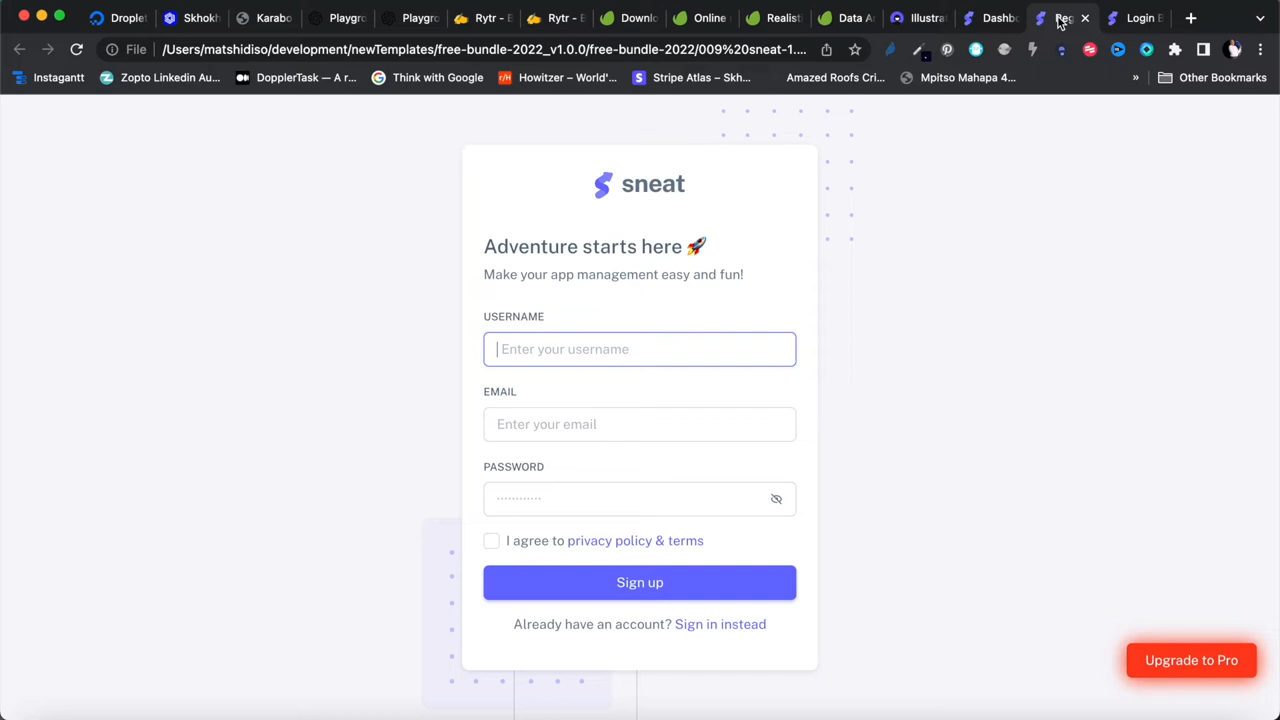 Droplet Skhokh Karabo Playgro Playgro Rytr - B Rytr - B Downlo Online Realist Data A Illustrat Dashbo Reg Login B
File /Users/matshidiso/development/newTemplates/free-bundle-2022_v1.0.0/free-bundle-2022/009%20sneat-1....
Instagantt Zopto Linkedin Au... DopplerTask — A r... Think with Google Howitzer – World'... Stripe Atlas – Skh... Amazed Roofs Cri... Mpitso Mahapa 4... » Other Bookmarks
sneat
Adventure starts here 🚀
Make your app management easy and fun!
USERNAME
Enter your username
EMAIL
Enter your email
PASSWORD
············
I agree to privacy policy & terms
Sign up
Already have an account? Sign in instead
Upgrade to Pro